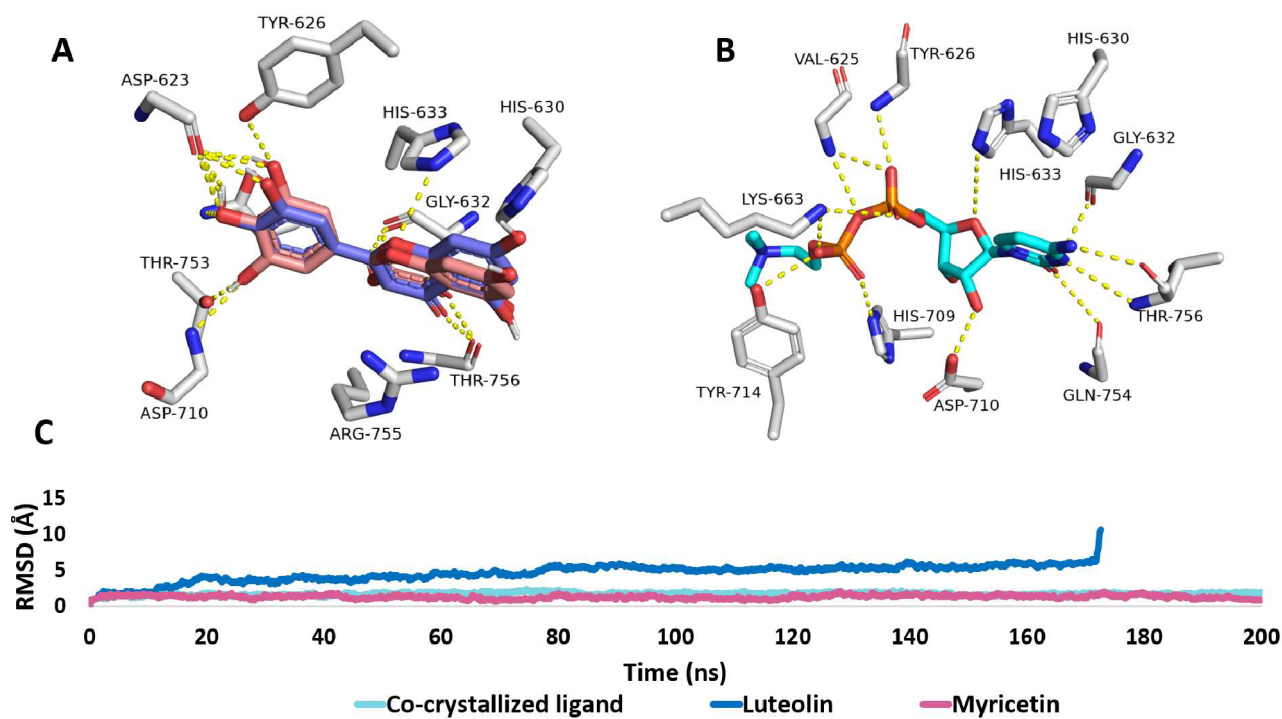 A
TYR-626
ASP-623
HIS-633
HIS-630
GLY-632
THR-753
ASP-710
ARG-755
THR-756
B
VAL-625
TYR-626
HIS-630
GLY-632
HIS-633
LYS-663
THR-756
HIS-709
TYR-714
ASP-710
GLN-754
C
15
10
5
0
RMSD (Å)
0 20 40 60 80 100 120 140 160 180 200
Time (ns)
Co-crystallized ligand Luteolin Myricetin